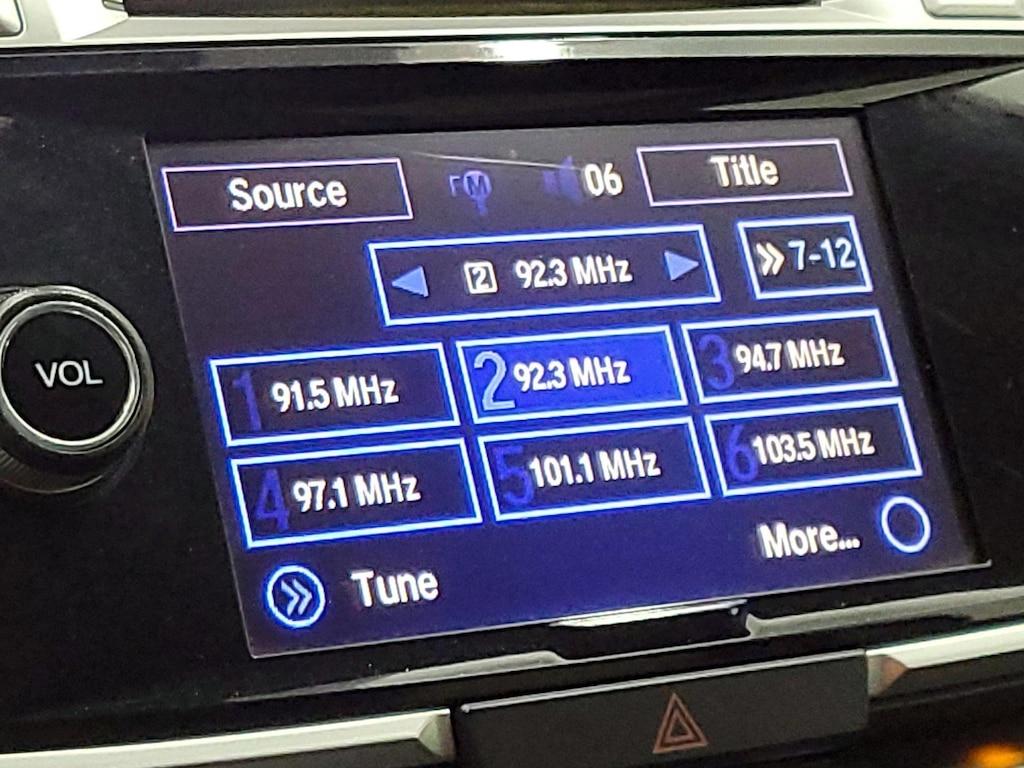 Source FM 06 Title
2 92.3 MHz 7-12
VOL
1 91.5 MHz 2 92.3 MHz 3 94.7 MHz
4 97.1 MHz 5 101.1 MHz 6 103.5 MHz
Tune More...